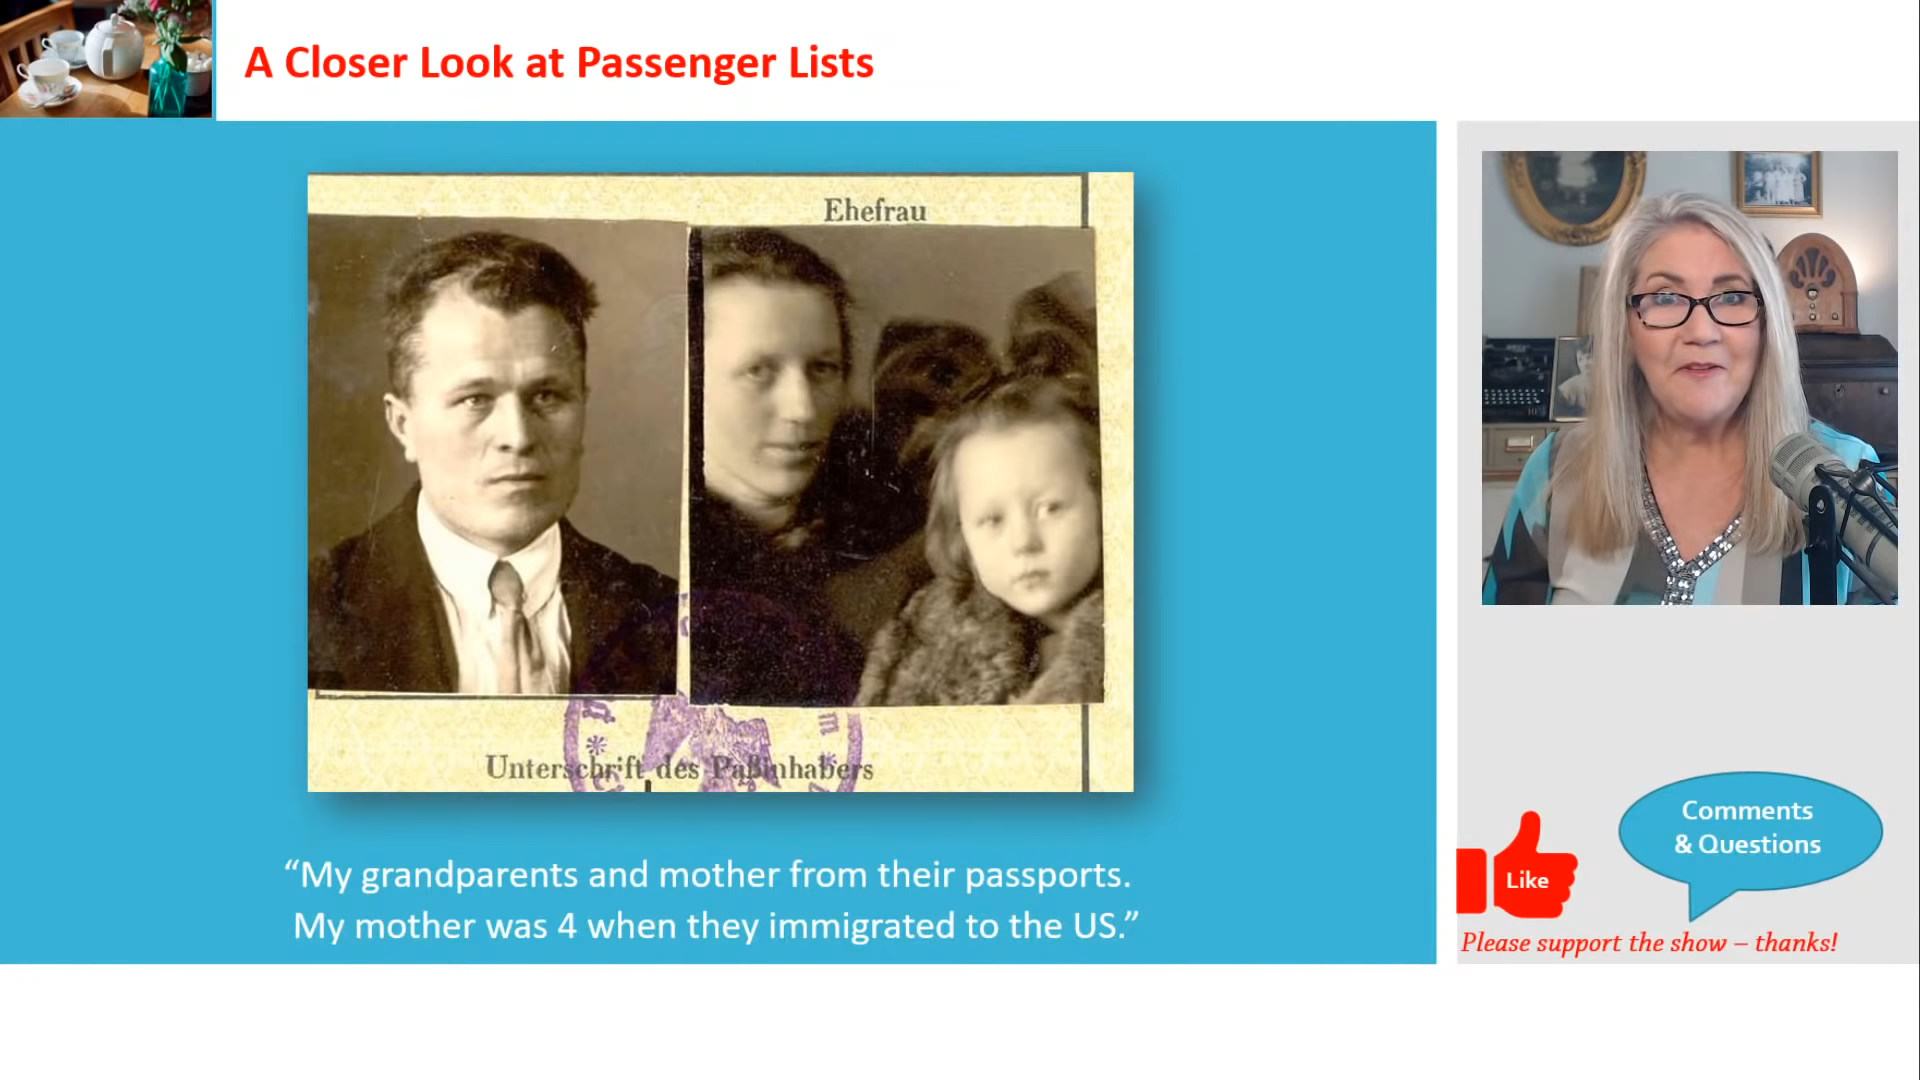 A Closer Look at Passenger Lists
Ehefrau
Unterschrift des Paßinhabers
“My grandparents and mother from their passports.
My mother was 4 when they immigrated to the US.”
Like
Comments
& Questions
Please support the show – thanks!